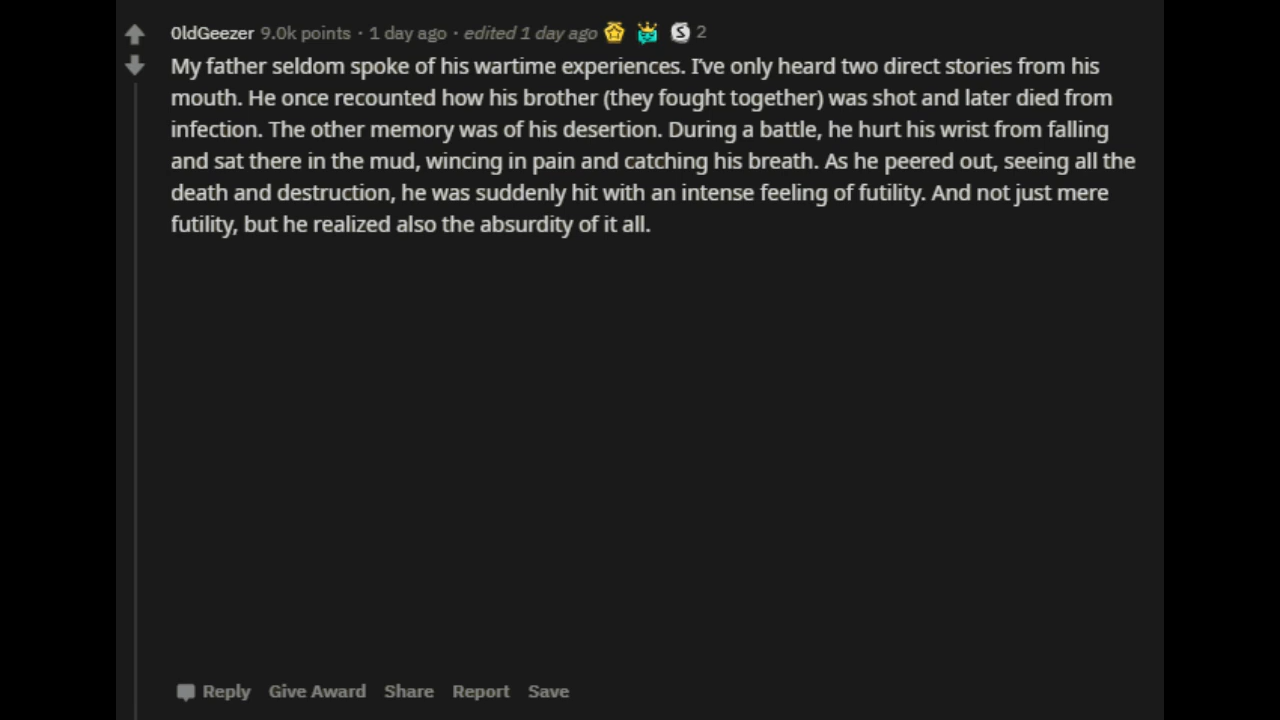 0ldGeezer 9.0k points · 1 day ago · edited 1 day ago 2
My father seldom spoke of his wartime experiences. I've only heard two direct stories from his
mouth. He once recounted how his brother (they fought together) was shot and later died from
infection. The other memory was of his desertion. During a battle, he hurt his wrist from falling
and sat there in the mud, wincing in pain and catching his breath. As he peered out, seeing all the
death and destruction, he was suddenly hit with an intense feeling of futility. And not just mere
futility, but he realized also the absurdity of it all.
Reply Give Award Share Report Save